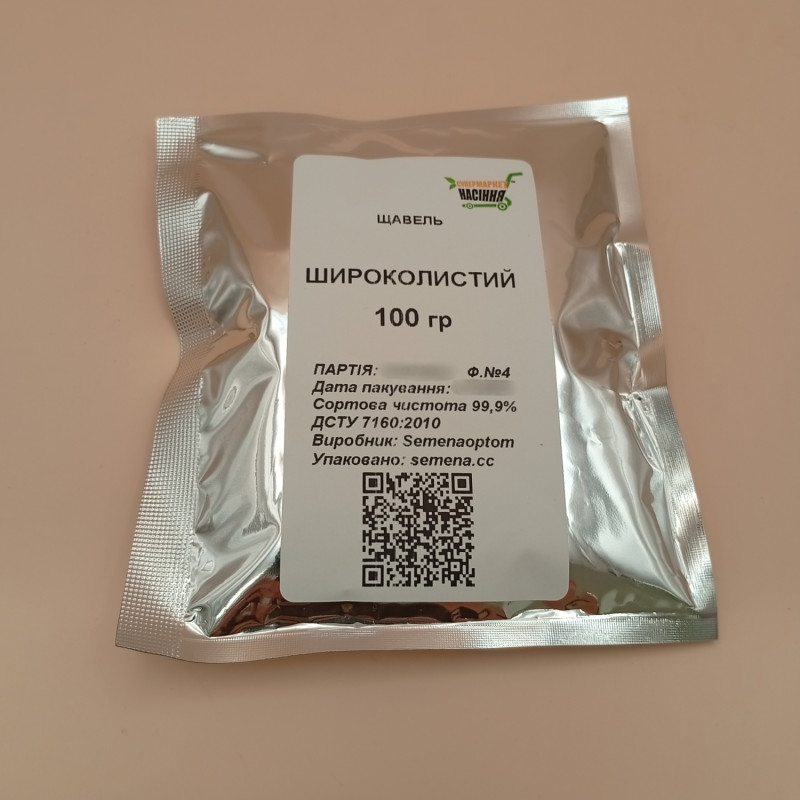 СУПЕРМАРКЕТ
НАСІННЯ
ЩАВЕЛЬ
ШИРОКОЛИСТИЙ
100 гр
ПАРТІЯ: Ф.№4
Дата пакування:
Сортова чистота 99,9%
ДСТУ 7160:2010
Виробник: Semenaoptom
Упаковано: semena.cc